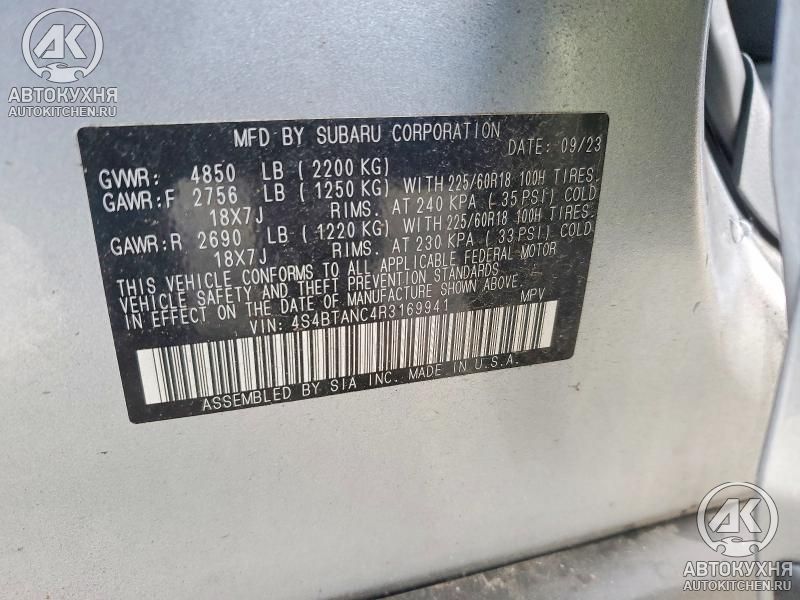 AK
АВТОКУХНЯ
AUTOKITCHEN.RU
MFD BY SUBARU CORPORATION DATE: 09/23
GVWR: 4850 LB ( 2200 KG)
GAWR:F 2756 LB ( 1250 KG) WITH 225/60R18 100H TIRES.
18X7J RIMS. AT 240 KPA ( 35 PSI) COLD
GAWR:R 2690 LB ( 1220 KG) WITH 225/60R18 100H TIRES.
18X7J RIMS. AT 230 KPA ( 33 PSI) COLD
THIS VEHICLE CONFORMS TO ALL APPLICABLE FEDERAL MOTOR
VEHICLE SAFETY AND THEFT PREVENTION STANDARDS
IN EFFECT ON THE DATE OF MANUFACTURE SHOWN ABOVE.
VIN: 4S4BTANC4R3169941 MPV
ASSEMBLED BY SIA INC. MADE IN U.S.A.
AK
АВТОКУХНЯ
AUTOKITCHEN.RU